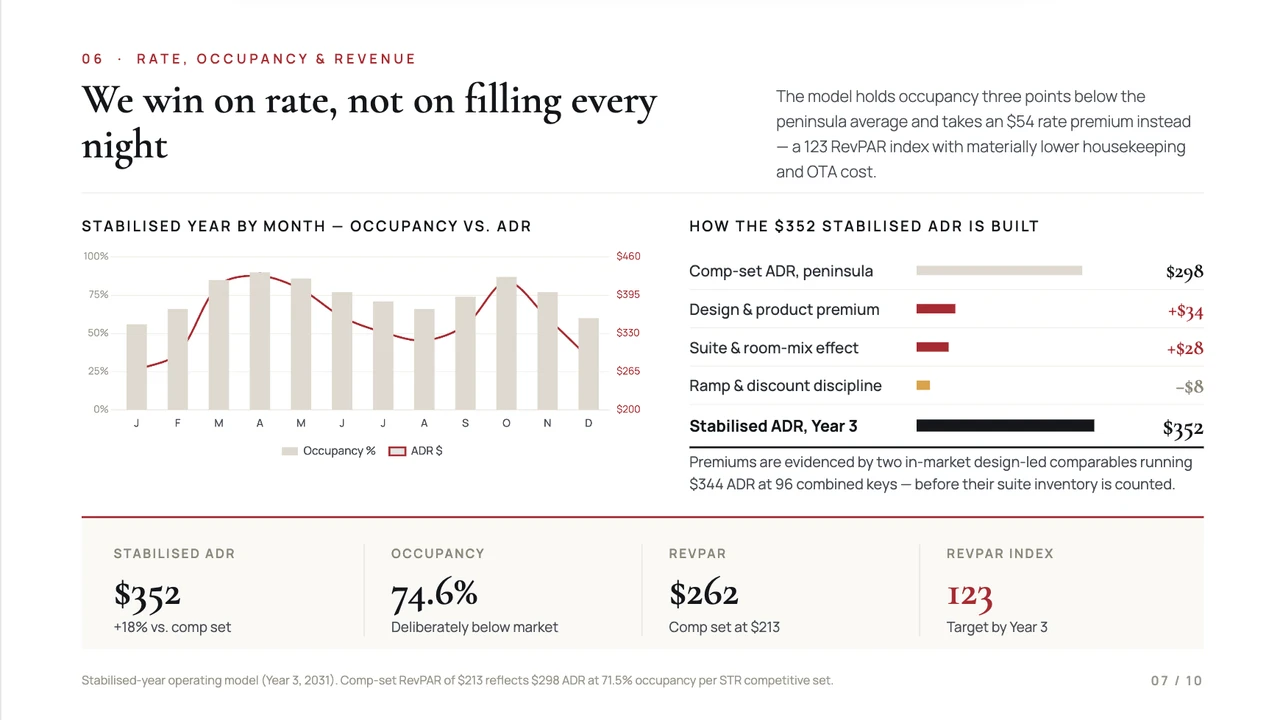 06 · RATE, OCCUPANCY & REVENUE
We win on rate, not on filling every
night
The model holds occupancy three points below the
peninsula average and takes an $54 rate premium instead
— a 123 RevPAR index with materially lower housekeeping
and OTA cost.
STABILISED YEAR BY MONTH — OCCUPANCY VS. ADR
100%
75%
50%
25%
0%
$460
$395
$330
$265
$200
J F M A M J J A S O N D
Occupancy % ADR $
HOW THE $352 STABILISED ADR IS BUILT
Comp-set ADR, peninsula $298
Design & product premium +$34
Suite & room-mix effect +$28
Ramp & discount discipline –$8
Stabilised ADR, Year 3 $352
Premiums are evidenced by two in-market design-led comparables running
$344 ADR at 96 combined keys — before their suite inventory is counted.
STABILISED ADR
$352
+18% vs. comp set
OCCUPANCY
74.6%
Deliberately below market
REVPAR
$262
Comp set at $213
REVPAR INDEX
123
Target by Year 3
Stabilised-year operating model (Year 3, 2031). Comp-set RevPAR of $213 reflects $298 ADR at 71.5% occupancy per STR competitive set.
07 / 10